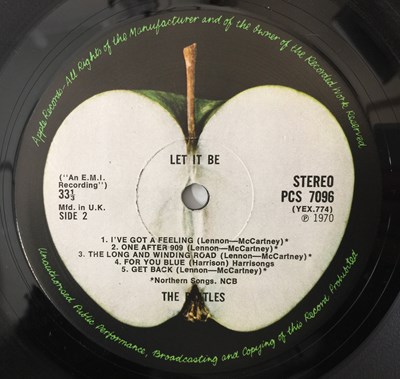 Apple Records—All Rights of the Manufacturer and of the Owner of the Recorded Work Reserved
LET IT BE
("An E.M.I.
Recording")
33⅓
Mfd. in U.K.
SIDE 2
STEREO
PCS 7096
(YEX.774)
℗ 1970
1. I'VE GOT A FEELING (Lennon—McCartney)*
2. ONE AFTER 909 (Lennon—McCartney)*
3. THE LONG AND WINDING ROAD (Lennon—McCartney)*
4. FOR YOU BLUE (Harrison) Harrisongs
5. GET BACK (Lennon—McCartney)*
*Northern Songs. NCB
THE BEATLES
Unauthorised Public Performance, Broadcasting and Copying of this Record Prohibited